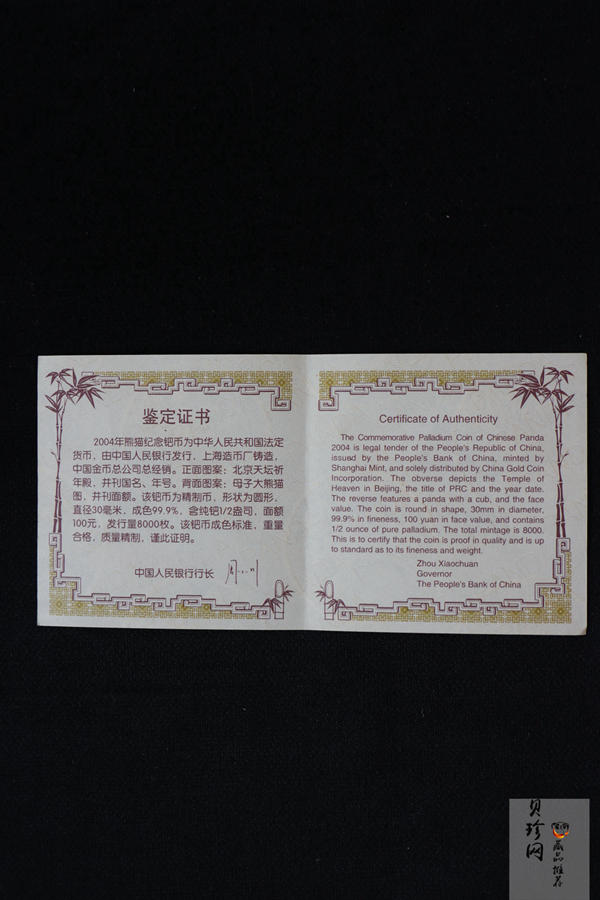 鉴定证书
2004年熊猫纪念钯币为中华人民共和国法定
货币，由中国人民银行发行，上海造币厂铸造，
中国金币总公司总经销。正面图案：北京天坛祈
年殿，并刊国名、年号。背面图案：母子大熊猫
图，并刊面额。该钯币为精制币，形状为圆形，
直径30毫米，成色99.9%，含纯钯1/2盎司，面额
100元，发行量8000枚。该钯币成色标准，重量
合格，质量精制，谨此证明。
中国人民银行行长
Certificate of Authenticity
The Commemorative Palladium Coin of Chinese Panda
2004 is legal tender of the People's Republic of China,
issued by the People's Bank of China, minted by
Shanghai Mint, and solely distributed by China Gold Coin
Incorporation. The obverse depicts the Temple of
Heaven in Beijing, the title of PRC and the year date.
The reverse features a panda with a cub, and the face
value. The coin is round in shape, 30mm in diameter,
99.9% in fineness, 100 yuan in face value, and contains
1/2 ounce of pure palladium. The total mintage is 8000.
This is to certify that the coin is proof in quality and is up
to standard as to its fineness and weight.
Zhou Xiaochuan
Governor
The People's Bank of China
贝珍网
藏品推荐